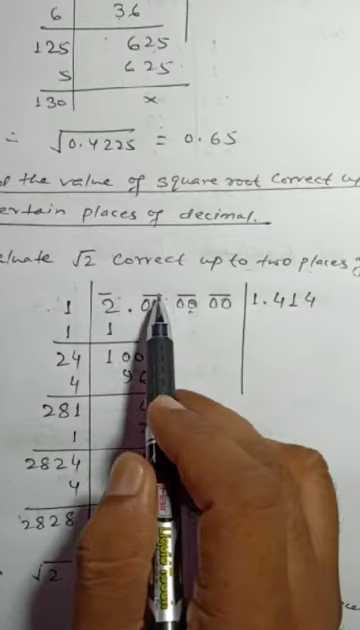 6 36
125 625
5 625
130 x
= √0.4225 = 0.65
the value of square root correct up
certain places of decimal.
√2 correct up to two places
1 2.00 00 00 1.414
1 1
24 100
4 96
281
1
2824
4
2828
√2